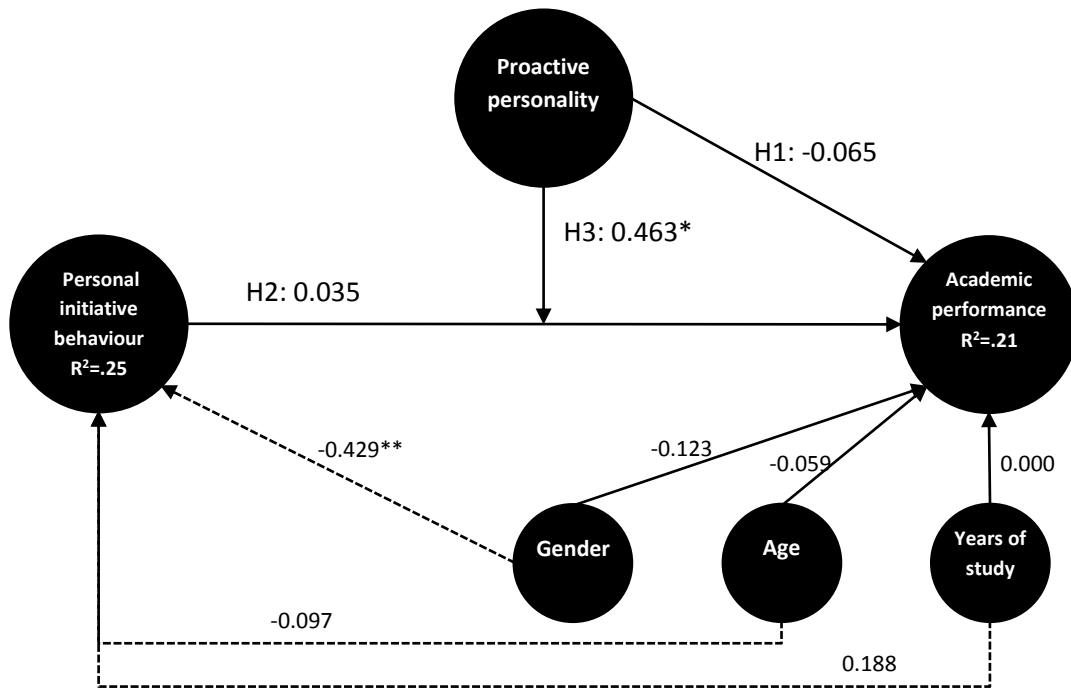 Proactive
personality
H1: -0.065
H3: 0.463*
Personal
initiative
behaviour
R²=.25
H2: 0.035
Academic
performance
R²=.21
-0.429**
-0.123
-0.059
0.000
Gender
Age
Years of
study
-0.097
0.188